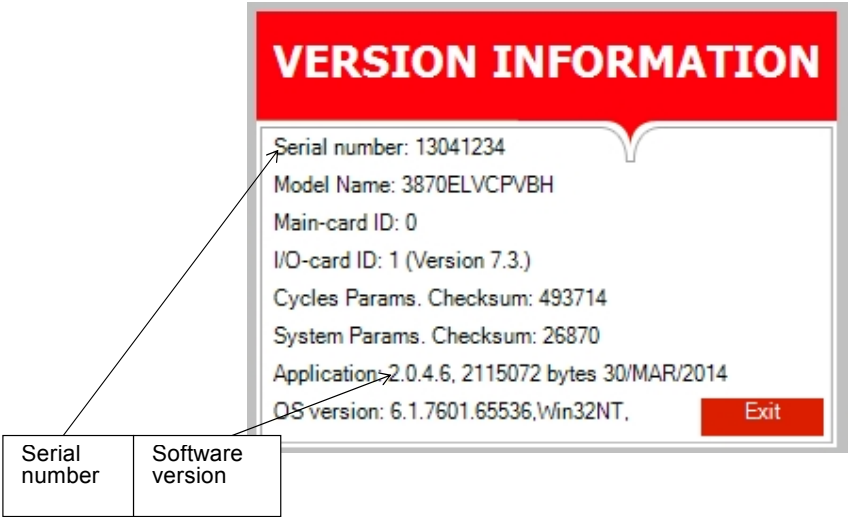 VERSION INFORMATION
Serial number: 13041234
Model Name: 3870ELVCPVBH
Main-card ID: 0
I/O-card ID: 1 (Version 7.3.)
Cycles Params. Checksum: 493714
System Params. Checksum: 26870
Application: 2.0.4.6, 2115072 bytes 30/MAR/2014
OS version: 6.1.7601.65536,Win32NT,
Exit
Serial
number
Software
version